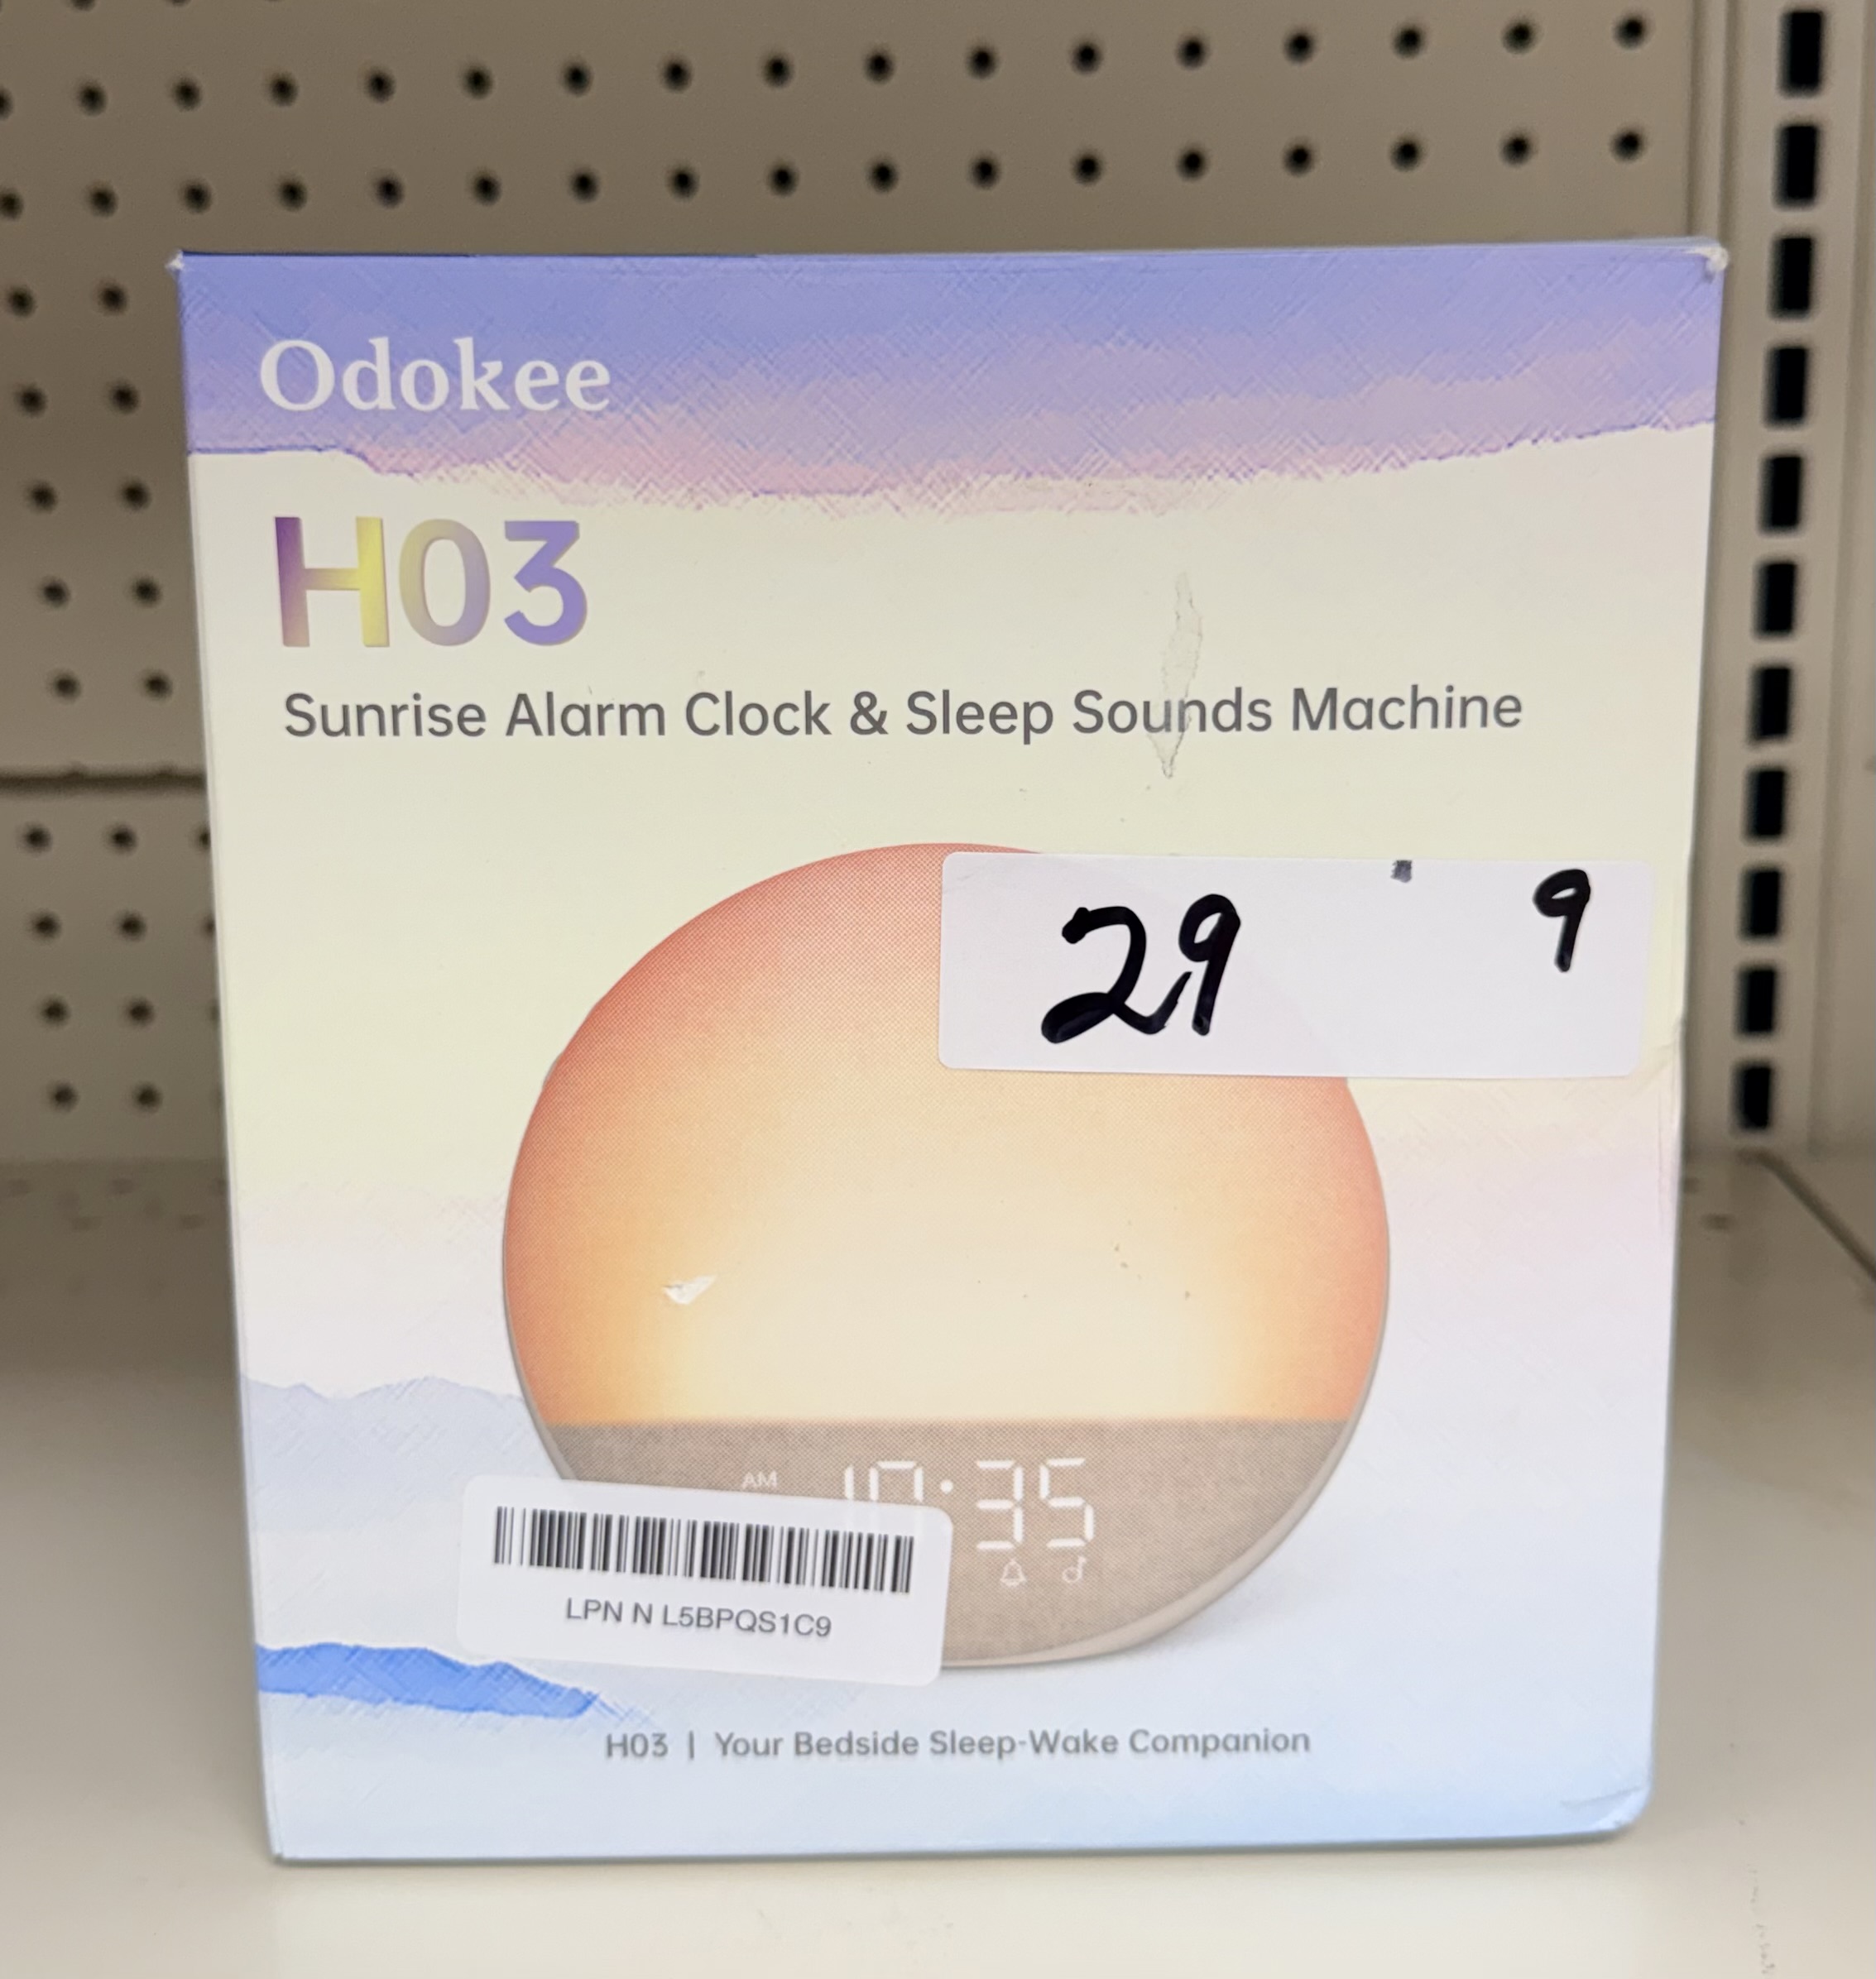 Odokee
H03
Sunrise Alarm Clock & Sleep Sounds Machine
29 9
AM 10:35
LPN N L5BPQS1C9
H03 | Your Bedside Sleep-Wake Companion